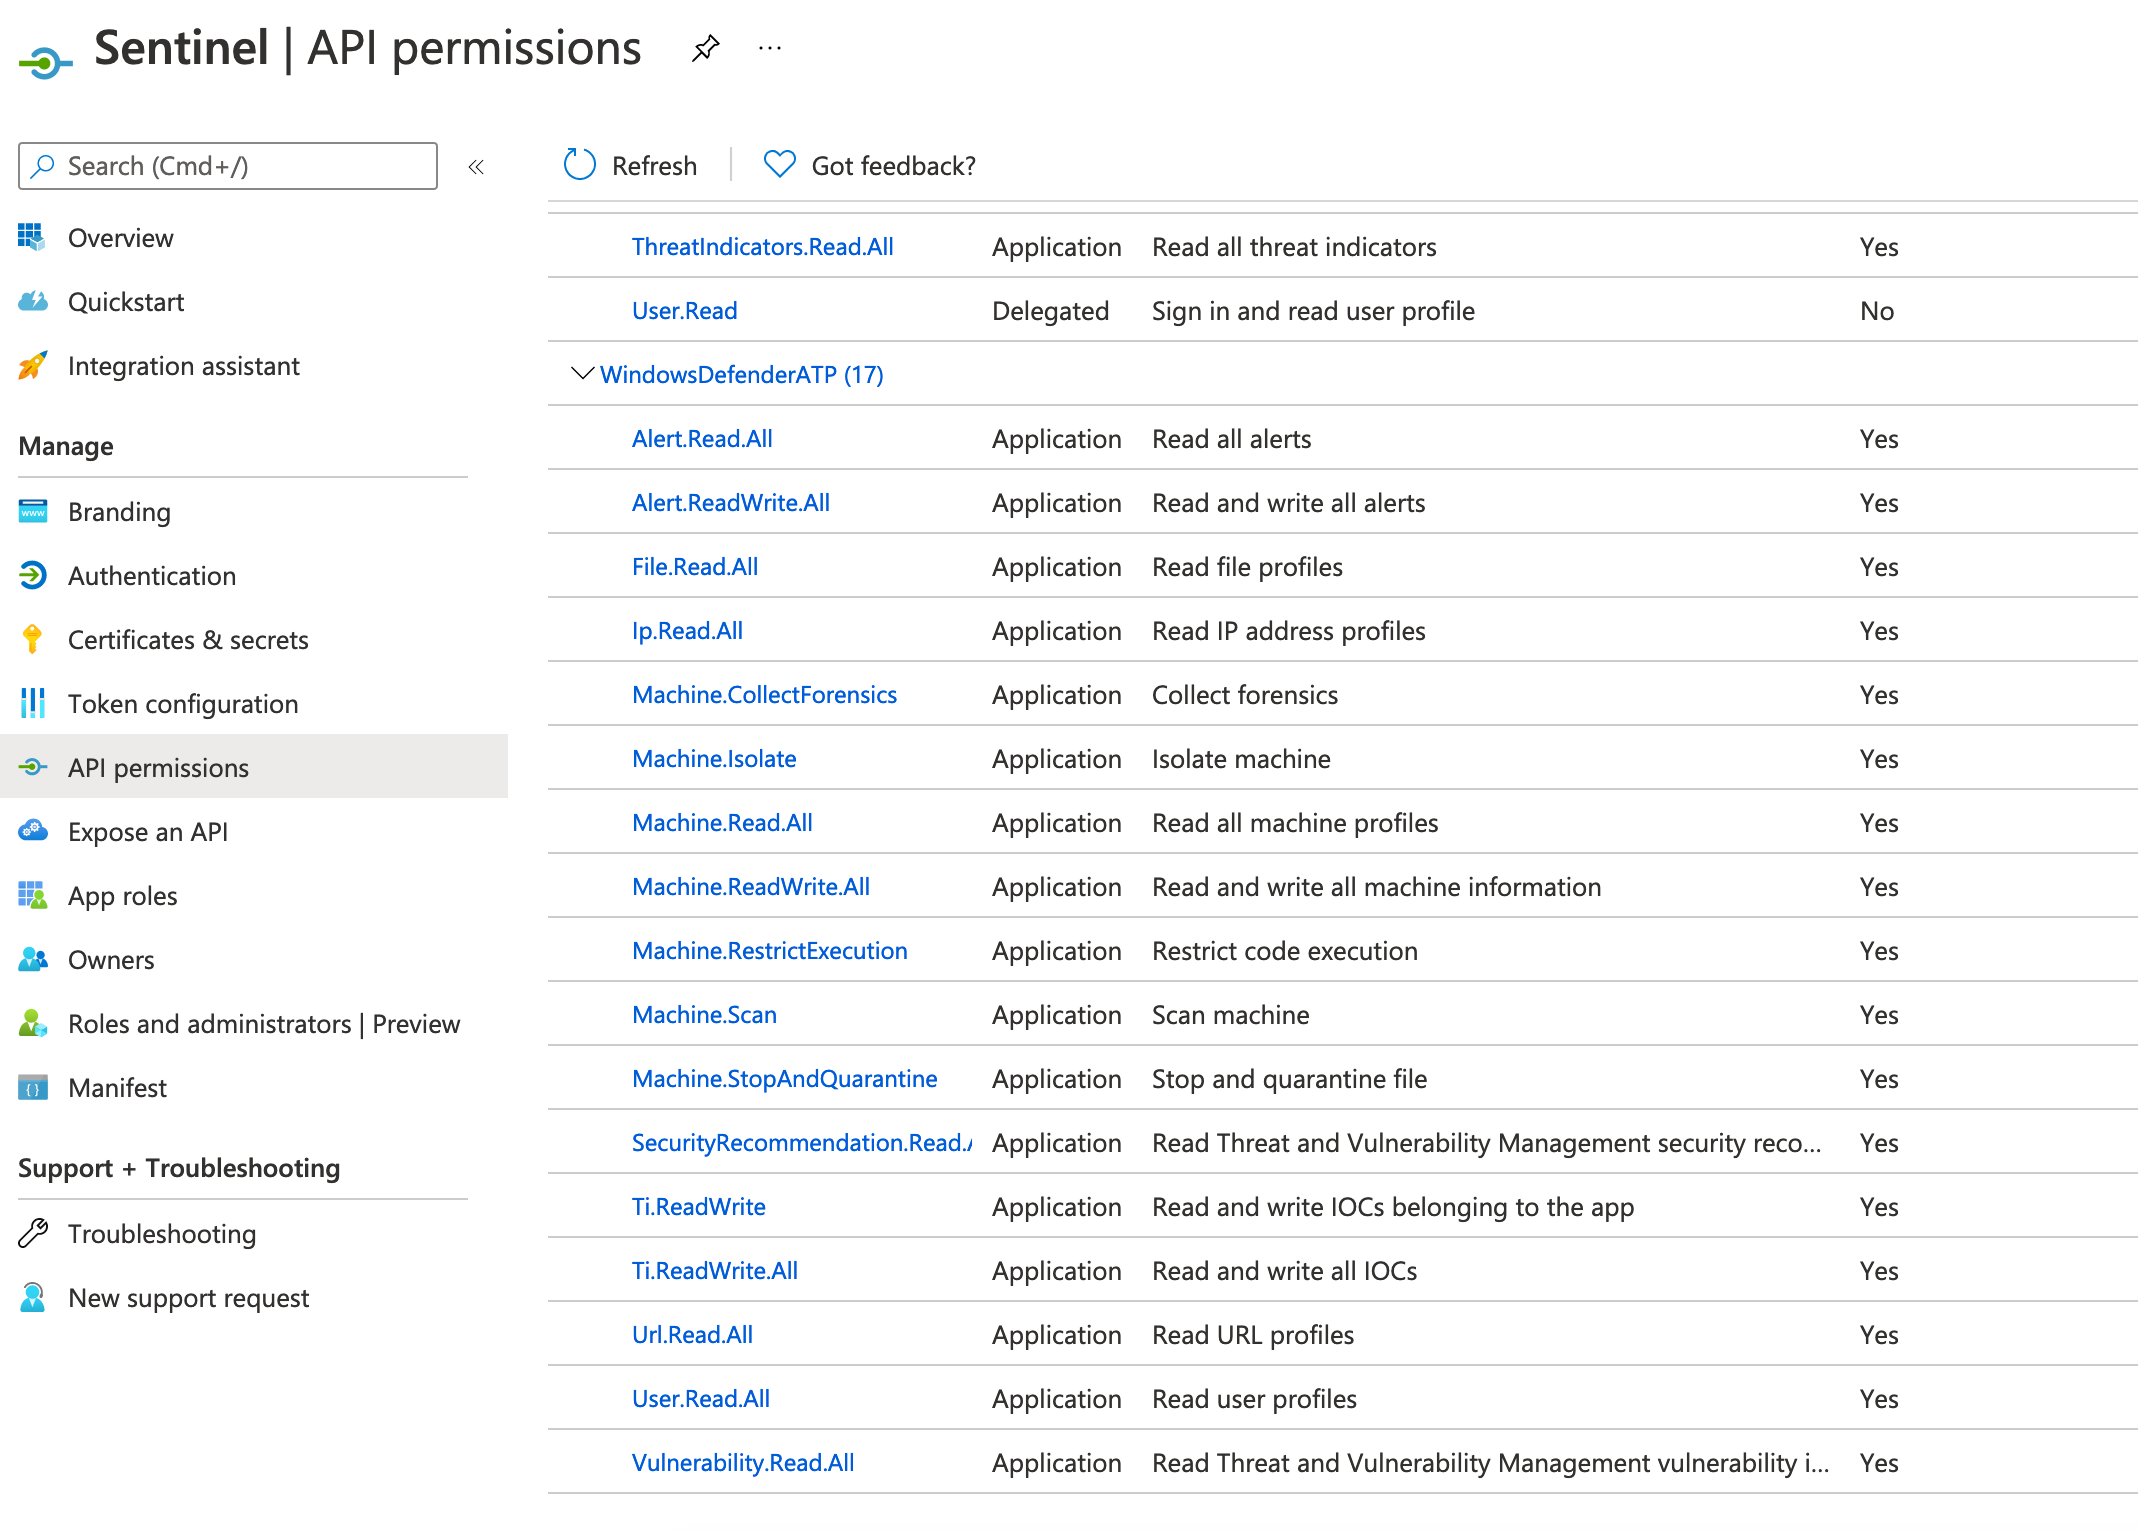 Sentinel | API permissions
Search (Cmd+/)
Overview
Quickstart
Integration assistant
Manage
Branding
Authentication
Certificates & secrets
Token configuration
API permissions
Expose an API
App roles
Owners
Roles and administrators | Preview
Manifest
Support + Troubleshooting
Troubleshooting
New support request
Refresh Got feedback?
ThreatIndicators.Read.All Application Read all threat indicators Yes
User.Read Delegated Sign in and read user profile No
WindowsDefenderATP (17)
Alert.Read.All Application Read all alerts Yes
Alert.ReadWrite.All Application Read and write all alerts Yes
File.Read.All Application Read file profiles Yes
Ip.Read.All Application Read IP address profiles Yes
Machine.CollectForensics Application Collect forensics Yes
Machine.Isolate Application Isolate machine Yes
Machine.Read.All Application Read all machine profiles Yes
Machine.ReadWrite.All Application Read and write all machine information Yes
Machine.RestrictExecution Application Restrict code execution Yes
Machine.Scan Application Scan machine Yes
Machine.StopAndQuarantine Application Stop and quarantine file Yes
SecurityRecommendation.Read.A Application Read Threat and Vulnerability Management security reco... Yes
Ti.ReadWrite Application Read and write IOCs belonging to the app Yes
Ti.ReadWrite.All Application Read and write all IOCs Yes
Url.Read.All Application Read URL profiles Yes
User.Read.All Application Read user profiles Yes
Vulnerability.Read.All Application Read Threat and Vulnerability Management vulnerability i... Yes